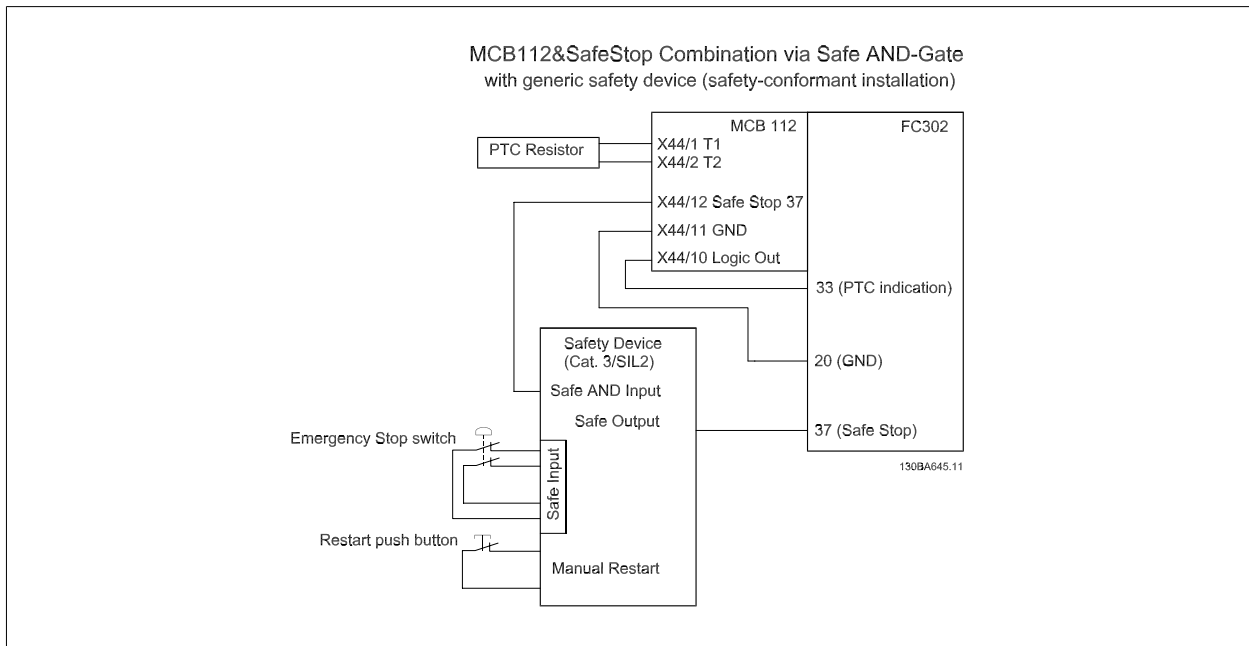 MCB112&SafeStop Combination via Safe AND-Gate
with generic safety device (safety-conformant installation)
MCB 112
FC302
PTC Resistor
X44/1 T1
X44/2 T2
X44/12 Safe Stop 37
X44/11 GND
X44/10 Logic Out
33 (PTC indication)
Safety Device
(Cat. 3/SIL2)
20 (GND)
Safe AND Input
Safe Output
37 (Safe Stop)
Emergency Stop switch
130BA645.11
Safe Input
Restart push button
Manual Restart